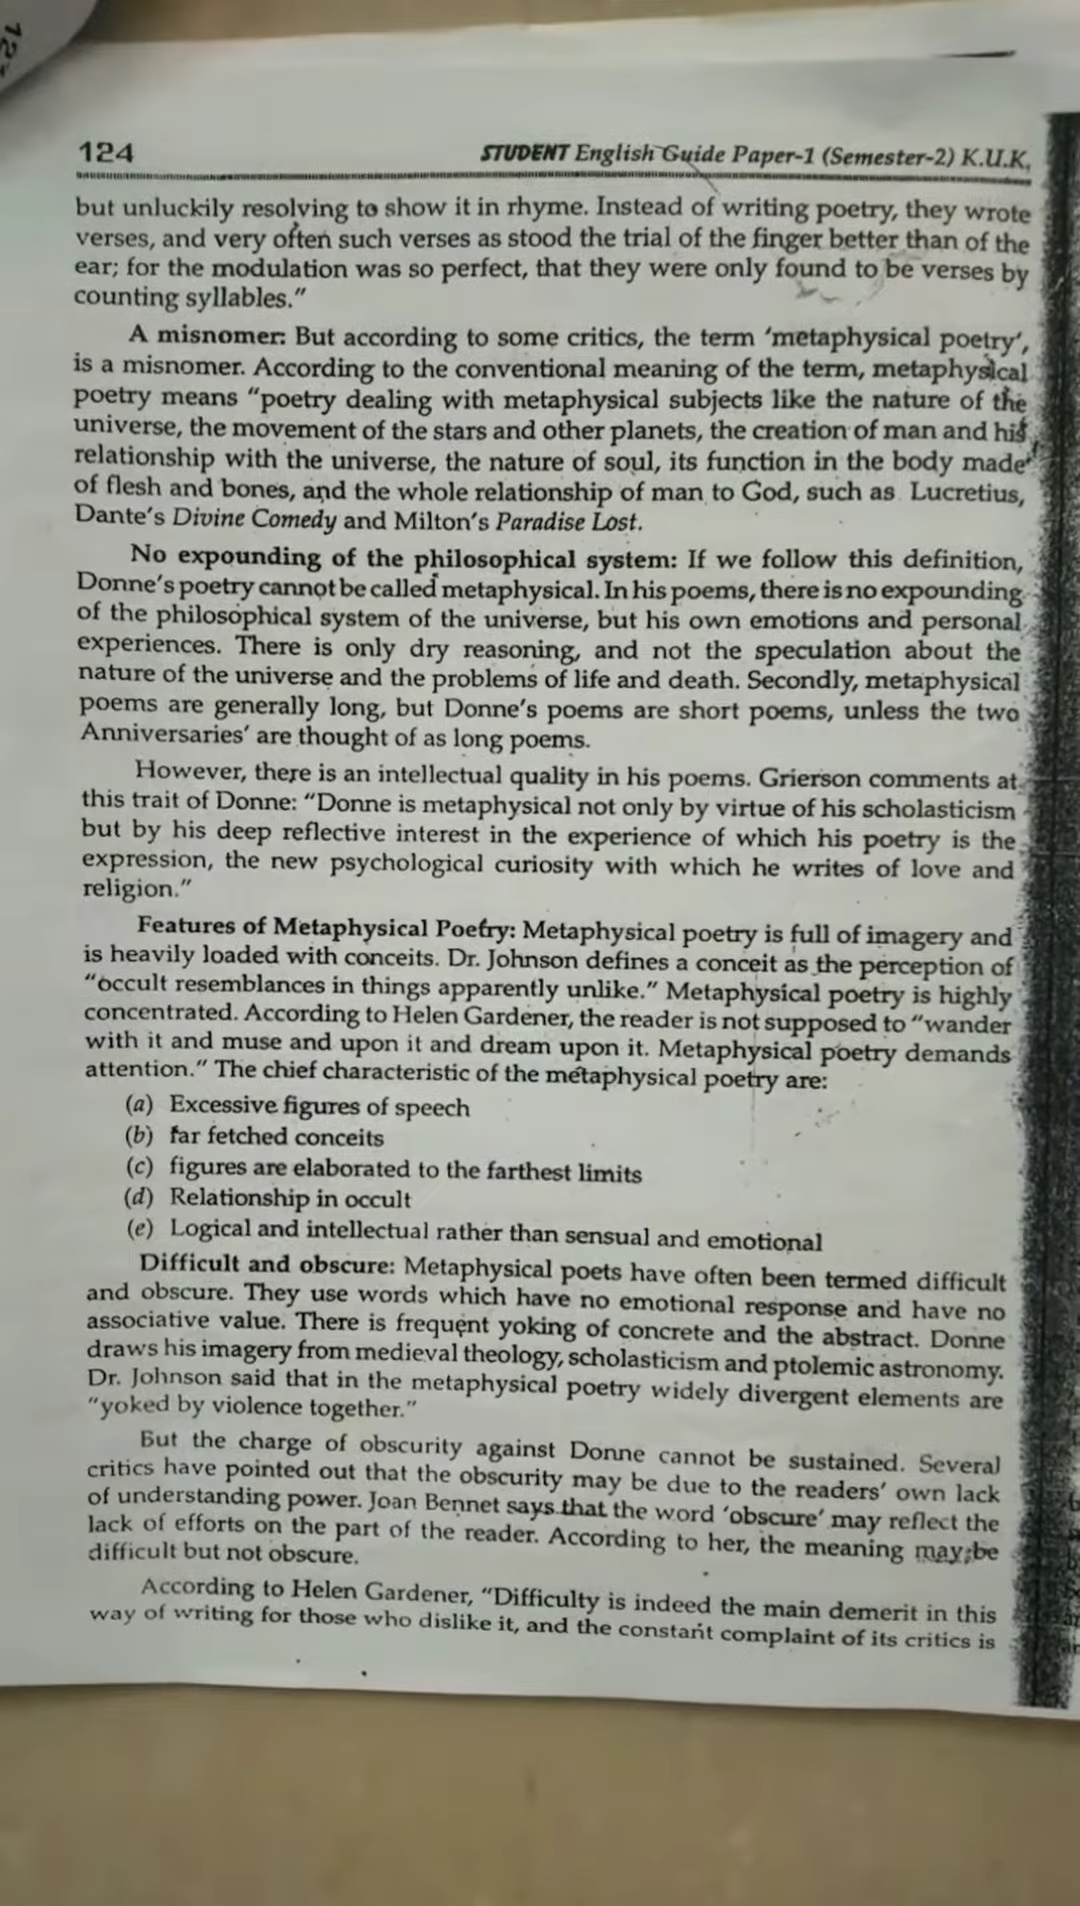 124
STUDENT English Guide Paper-1 (Semester-2) K.U.K.
but unluckily resolving to show it in rhyme. Instead of writing poetry, they wrote
verses, and very often such verses as stood the trial of the finger better than of the
ear; for the modulation was so perfect, that they were only found to be verses by
counting syllables."
A misnomer: But according to some critics, the term 'metaphysical poetry',
is a misnomer. According to the conventional meaning of the term, metaphysical
poetry means "poetry dealing with metaphysical subjects like the nature of the
universe, the movement of the stars and other planets, the creation of man and his
relationship with the universe, the nature of soul, its function in the body made
of flesh and bones, and the whole relationship of man to God, such as Lucretius,
Dante's Divine Comedy and Milton's Paradise Lost.
No expounding of the philosophical system: If we follow this definition,
Donne's poetry cannot be called metaphysical. In his poems, there is no expounding
of the philosophical system of the universe, but his own emotions and personal
experiences. There is only dry reasoning, and not the speculation about the
nature of the universe and the problems of life and death. Secondly, metaphysical
poems are generally long, but Donne's poems are short poems, unless the two
Anniversaries' are thought of as long poems.
However, there is an intellectual quality in his poems. Grierson comments at
this trait of Donne: "Donne is metaphysical not only by virtue of his scholasticism
but by his deep reflective interest in the experience of which his poetry is the
expression, the new psychological curiosity with which he writes of love and
religion."
Features of Metaphysical Poetry: Metaphysical poetry is full of imagery and
is heavily loaded with conceits. Dr. Johnson defines a conceit as the perception of
"occult resemblances in things apparently unlike." Metaphysical poetry is highly
concentrated. According to Helen Gardener, the reader is not supposed to "wander
with it and muse and upon it and dream upon it. Metaphysical poetry demands
attention." The chief characteristic of the metaphysical poetry are:
(a) Excessive figures of speech
(b) far fetched conceits
(c) figures are elaborated to the farthest limits
(d) Relationship in occult
(e) Logical and intellectual rather than sensual and emotional
Difficult and obscure: Metaphysical poets have often been termed difficult
and obscure. They use words which have no emotional response and have no
associative value. There is frequent yoking of concrete and the abstract. Donne
draws his imagery from medieval theology, scholasticism and ptolemic astronomy.
Dr. Johnson said that in the metaphysical poetry widely divergent elements are
"yoked by violence together."
But the charge of obscurity against Donne cannot be sustained. Several
critics have pointed out that the obscurity may be due to the readers' own lack
of understanding power. Joan Bennet says that the word 'obscure' may reflect the
lack of efforts on the part of the reader. According to her, the meaning may be
difficult but not obscure.
According to Helen Gardener, "Difficulty is indeed the main demerit in this
way of writing for those who dislike it, and the constant complaint of its critics is